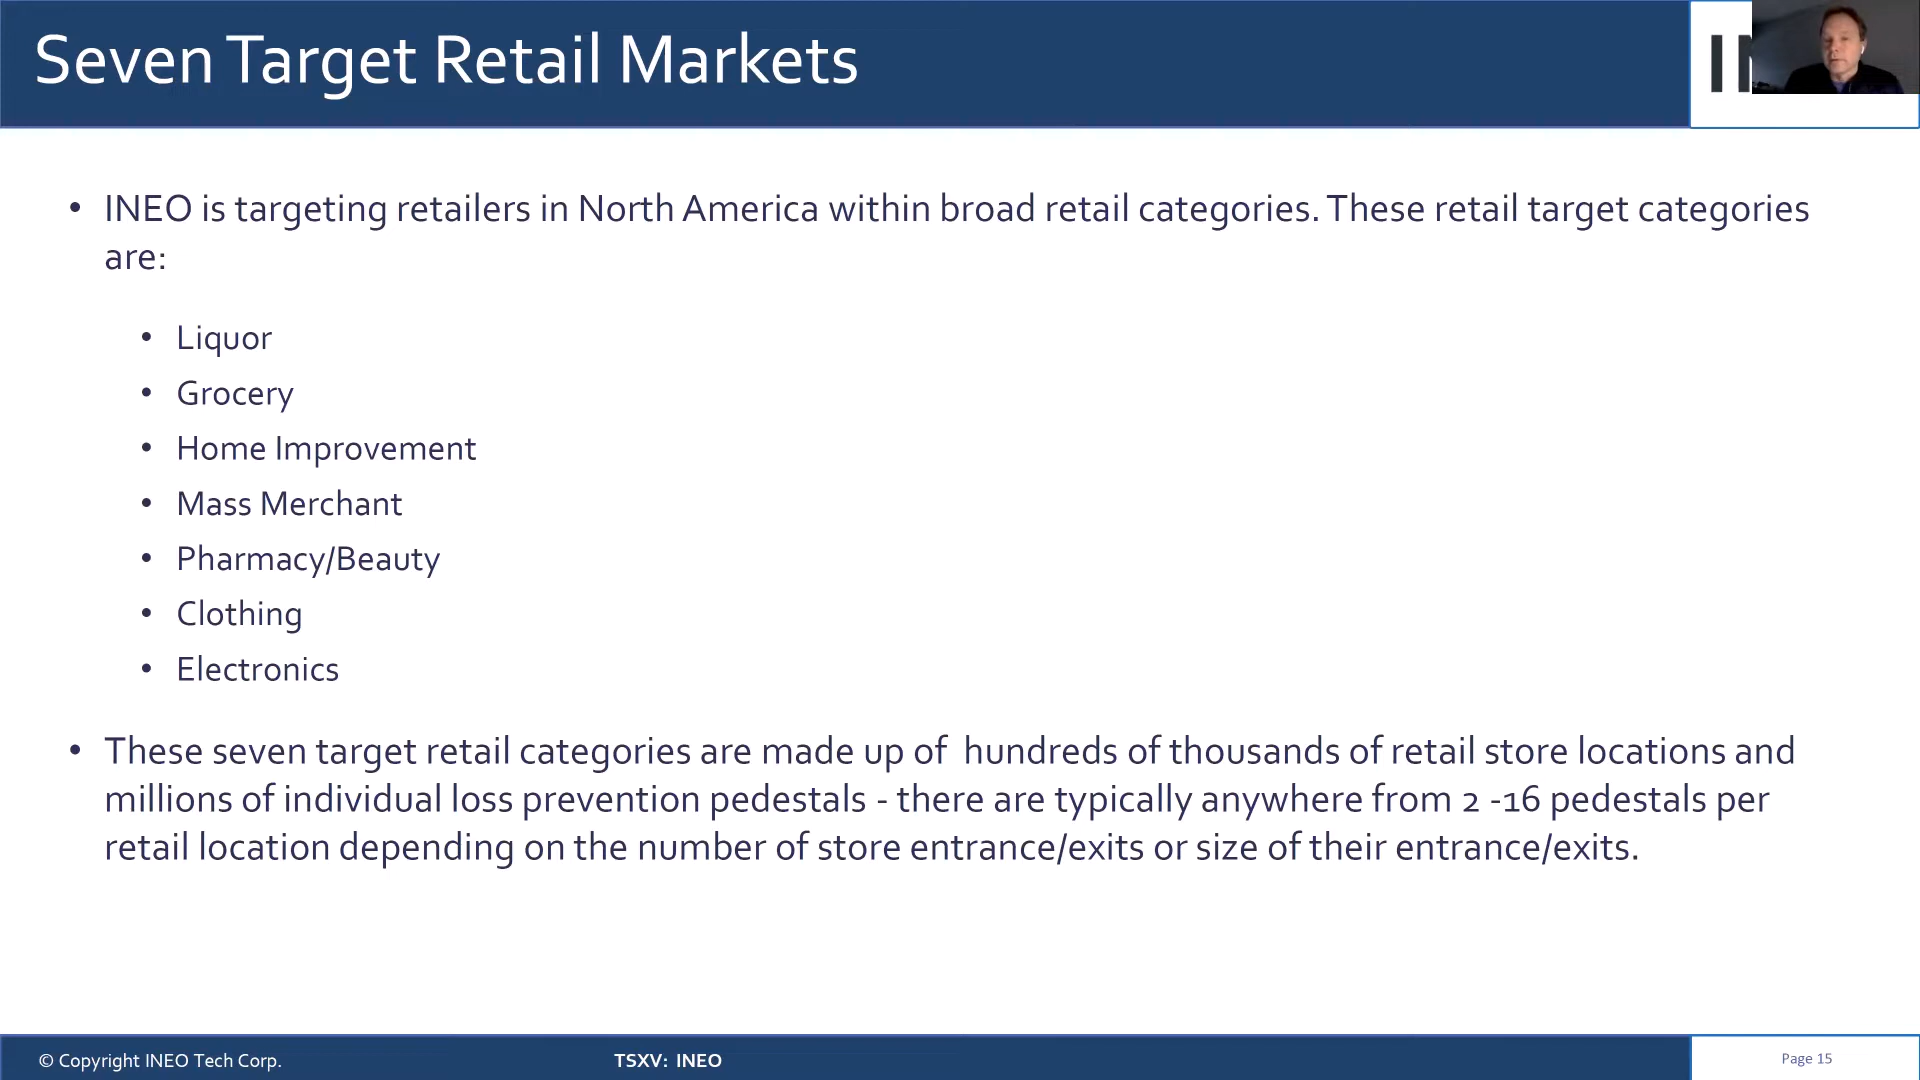 Seven Target Retail Markets
• INEO is targeting retailers in North America within broad retail categories. These retail target categories
are:
• Liquor
• Grocery
• Home Improvement
• Mass Merchant
• Pharmacy/Beauty
• Clothing
• Electronics
• These seven target retail categories are made up of hundreds of thousands of retail store locations and
millions of individual loss prevention pedestals - there are typically anywhere from 2 -16 pedestals per
retail location depending on the number of store entrance/exits or size of their entrance/exits.
© Copyright INEO Tech Corp.
TSXV: INEO
Page 15